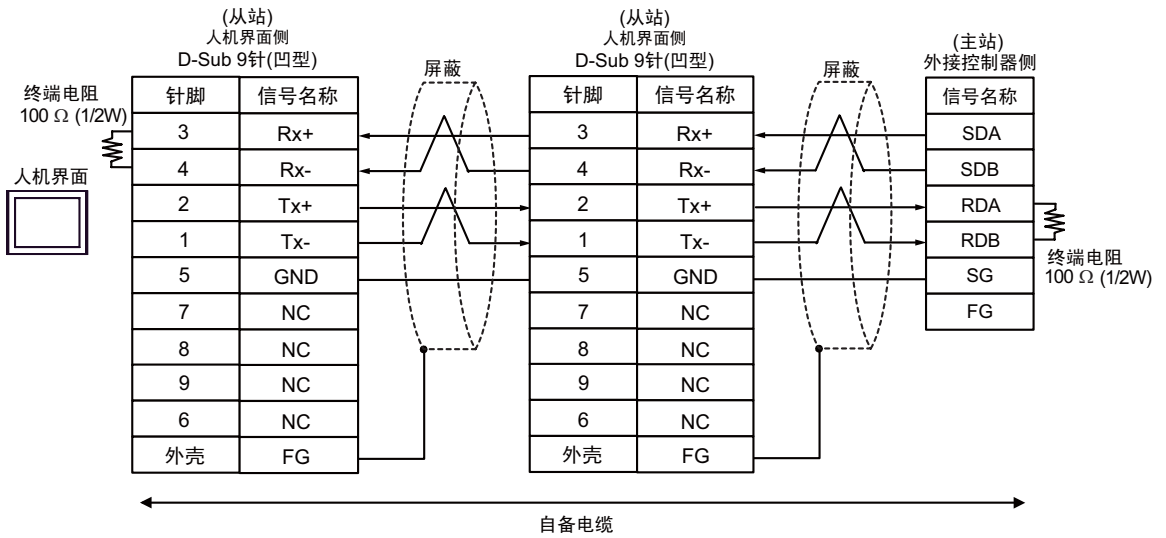 (从站)
人机界面侧
D-Sub 9针(凹型)
针脚 信号名称
3 Rx+
4 Rx-
2 Tx+
1 Tx-
5 GND
7 NC
8 NC
9 NC
6 NC
外壳 FG
终端电阻
100 Ω (1/2W)
人机界面
屏蔽
(从站)
人机界面侧
D-Sub 9针(凹型)
针脚 信号名称
3 Rx+
4 Rx-
2 Tx+
1 Tx-
5 GND
7 NC
8 NC
9 NC
6 NC
外壳 FG
屏蔽
(主站)
外接控制器侧
信号名称
SDA
SDB
RDA
RDB
SG
FG
终端电阻
100 Ω (1/2W)
自备电缆